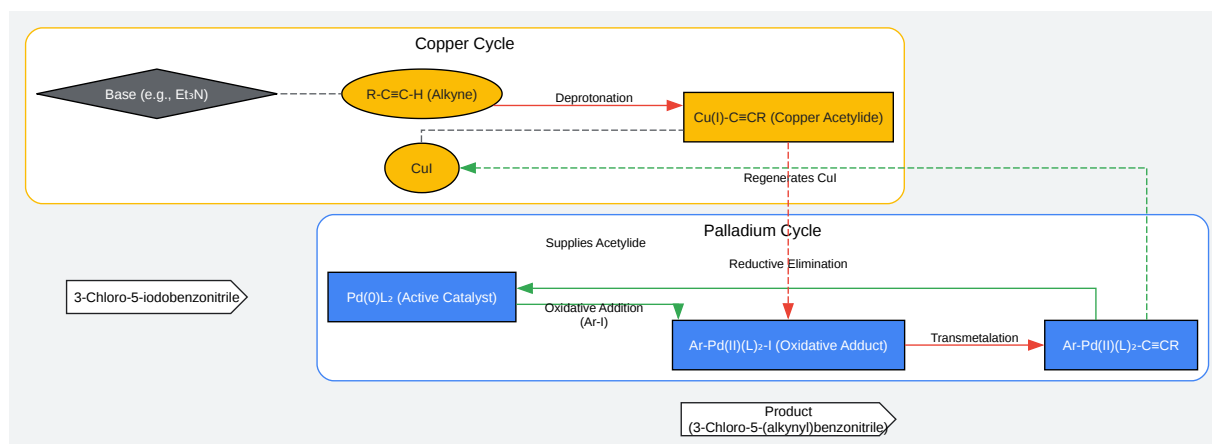 Copper Cycle
Base (e.g., Et₃N)
R-C≡C-H (Alkyne)
Deprotonation
Cu(I)-C≡CR (Copper Acetylide)
CuI
Regenerates CuI
Palladium Cycle
Supplies Acetylide
Reductive Elimination
3-Chloro-5-iodobenzonitrile
Pd(0)L₂ (Active Catalyst)
Oxidative Addition
(Ar-I)
Ar-Pd(II)(L)₂-I (Oxidative Adduct)
Transmetalation
Ar-Pd(II)(L)₂-C≡CR
Product
(3-Chloro-5-(alkynyl)benzonitrile)